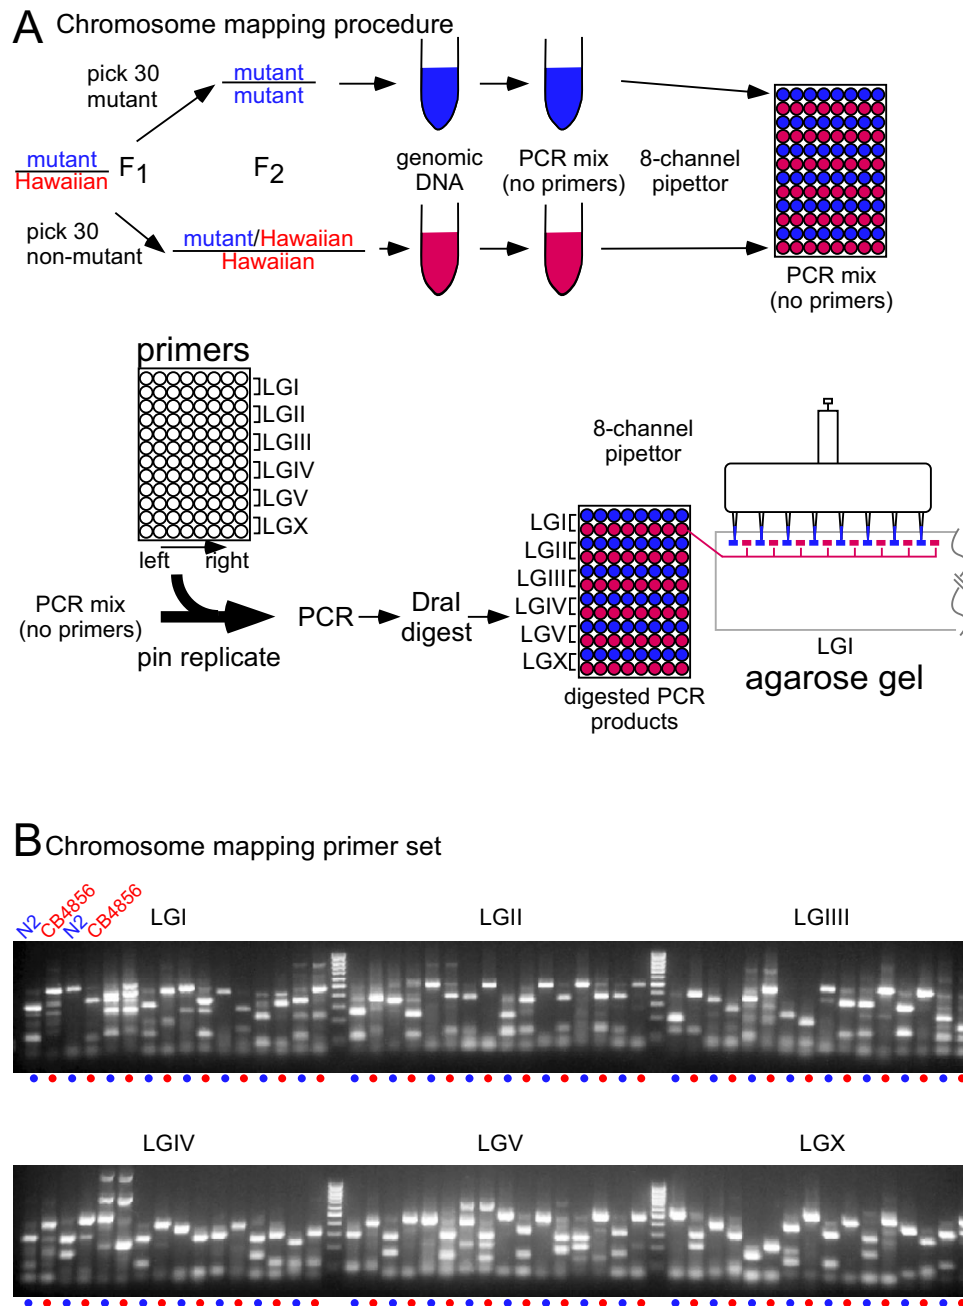 A Chromosome mapping procedure
pick 30
mutant
mutant
mutant
mutant
Hawaiian
F1
F2
genomic
DNA
PCR mix
(no primers)
8-channel
pipettor
pick 30
non-mutant
mutant/Hawaiian
Hawaiian
PCR mix
(no primers)
primers
LGI
LGII
LGIII
LGIV
LGV
LGX
left
right
PCR mix
(no primers)
pin replicate
PCR
DraI
digest
LGI
LGII
LGIII
LGIV
LGV
LGX
digested PCR
products
8-channel
pipettor
LGI
agarose gel
B Chromosome mapping primer set
N2
CB4856
N2
CB4856
LGI
LGII
LGIIII
LGIV
LGV
LGX